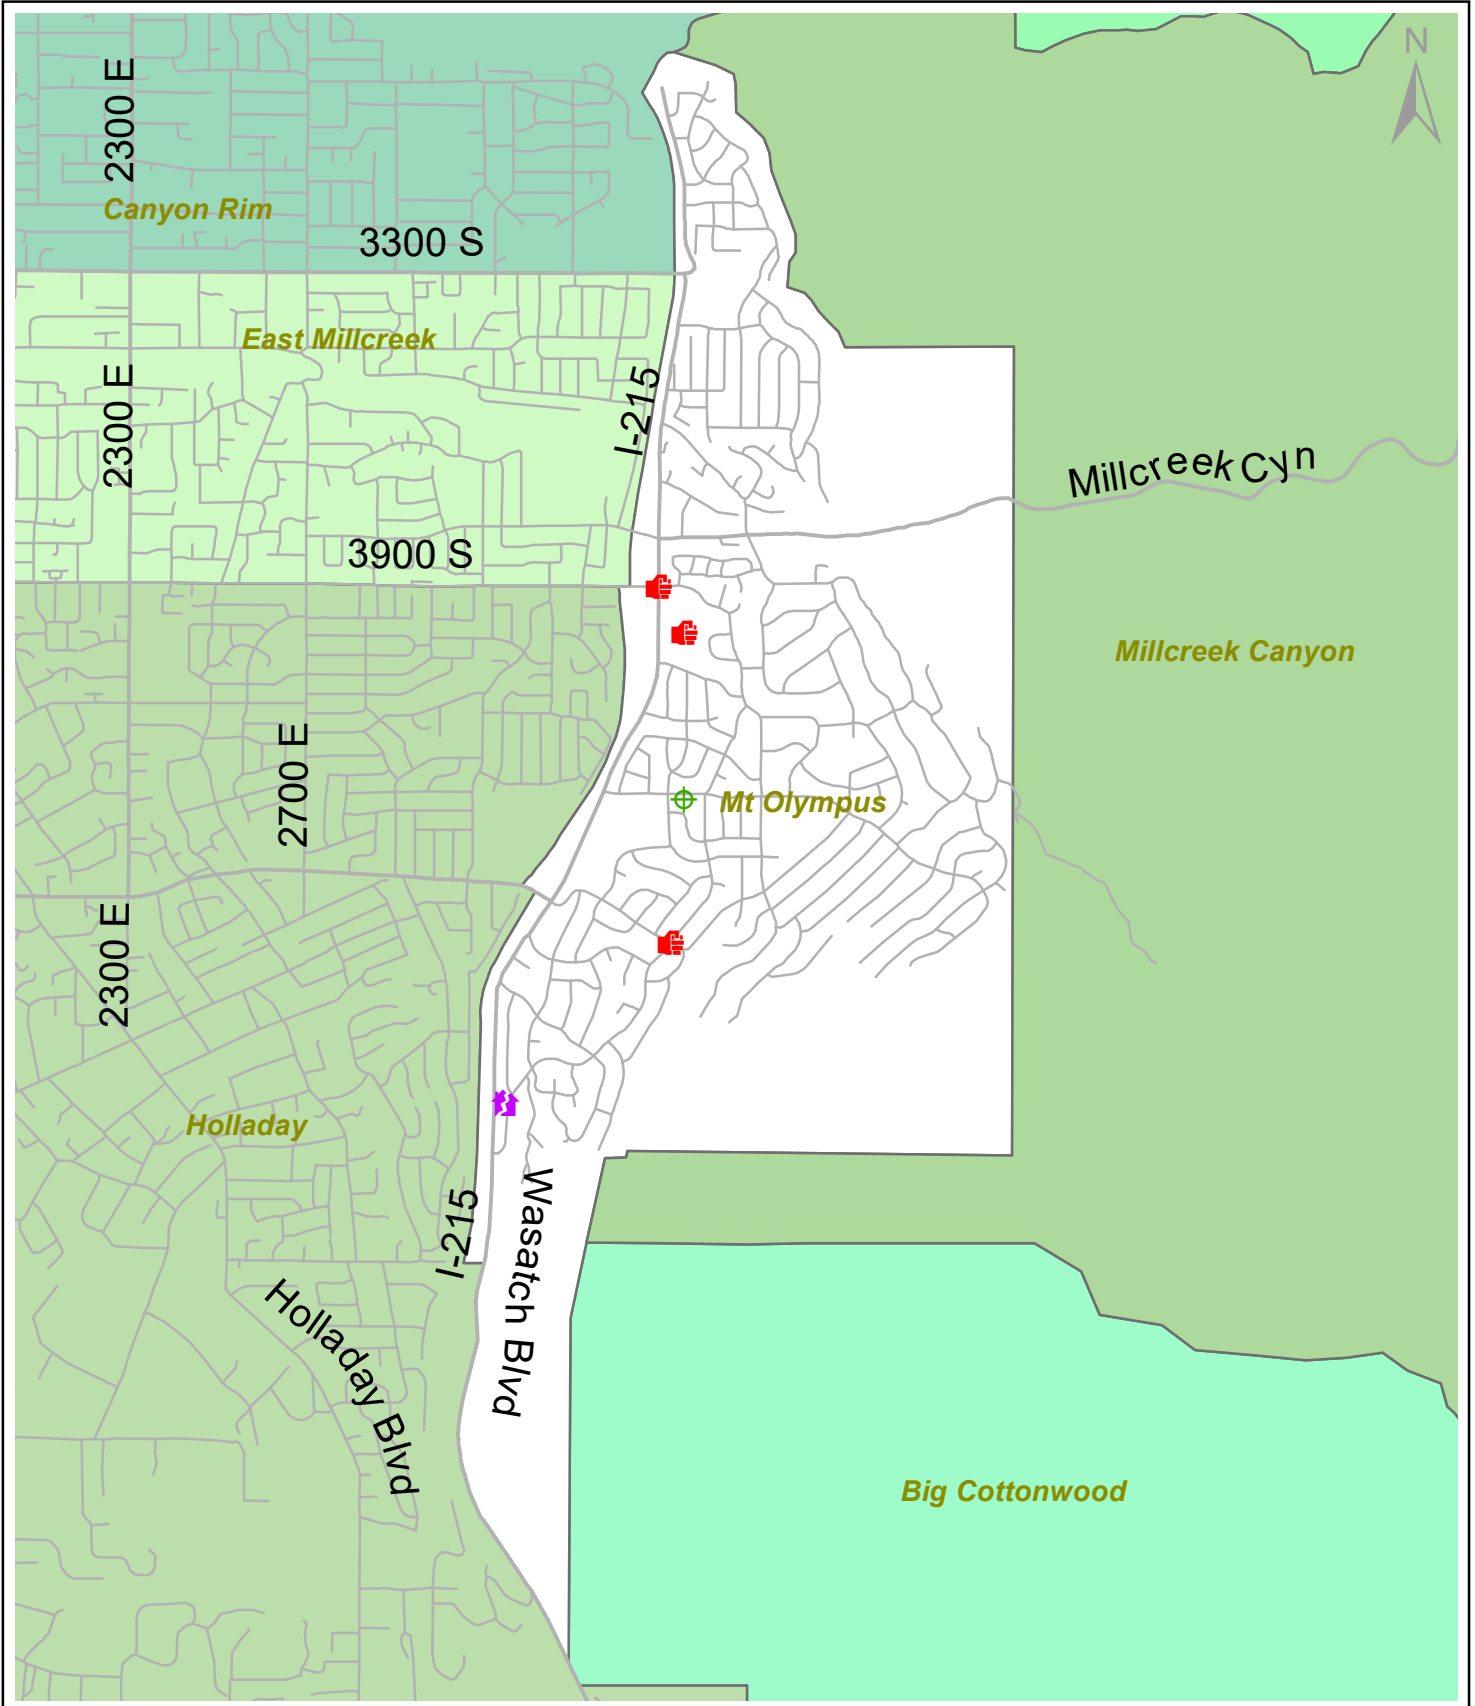 N
2300 E
Canyon Rim
3300 S
East Millcreek
2300 E
I-215
Millcreek Cyn
3900 S
Millcreek Canyon
2700 E
Mt Olympus
2300 E
Holladay
I-215
Wasatch Blvd
Holladay Blvd
Big Cottonwood